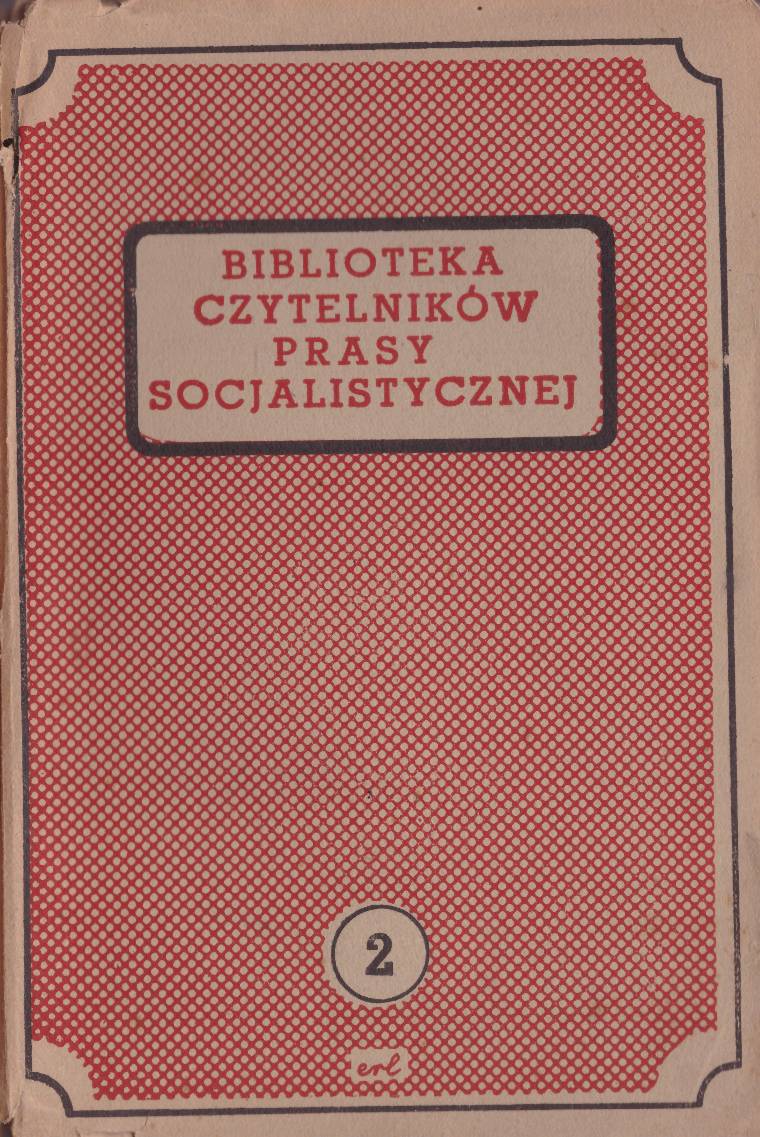 BIBLIOTEKA
CZYTELNIKÓW
PRASY
SOCJALISTYCZNEJ
2
erl